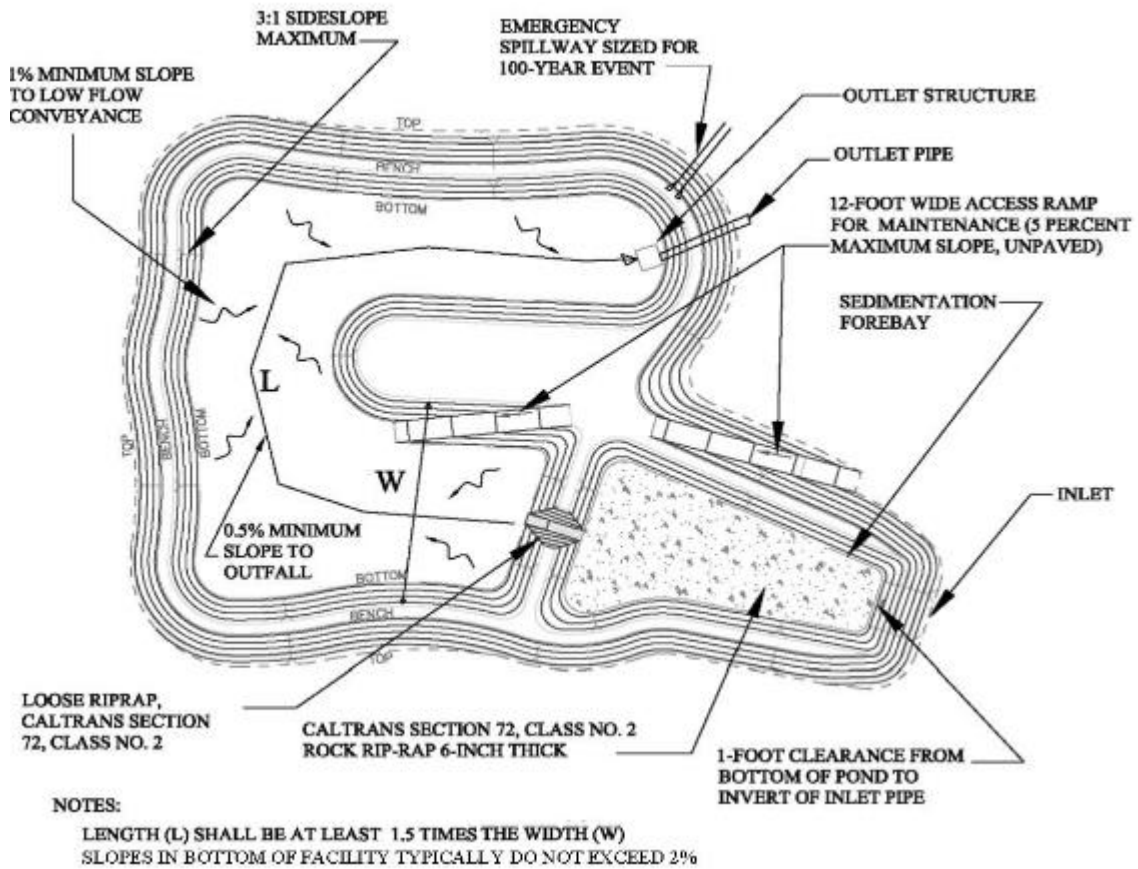 3:1 SIDESLOPE
MAXIMUM
EMERGENCY
SPILLWAY SIZED FOR
100-YEAR EVENT
1% MINIMUM SLOPE
TO LOW FLOW
CONVEYANCE
OUTLET STRUCTURE
OUTLET PIPE
12-FOOT WIDE ACCESS RAMP
FOR MAINTENANCE (5 PERCENT
MAXIMUM SLOPE, UNPAVED)
SEDIMENTATION
FOREBAY
TOP
BENCH
BOTTOM
L
TOP
BENCH
BOTTOM
W
INLET
0.5% MINIMUM
SLOPE TO
OUTFALL
BOTTOM
BENCH
TOP
LOOSE RIPRAP,
CALTRANS SECTION
72, CLASS NO. 2
CALTRANS SECTION 72, CLASS NO. 2
ROCK RIP-RAP 6-INCH THICK
1-FOOT CLEARANCE FROM
BOTTOM OF POND TO
INVERT OF INLET PIPE
NOTES:
LENGTH (L) SHALL BE AT LEAST 1.5 TIMES THE WIDTH (W)
SLOPES IN BOTTOM OF FACILITY TYPICALLY DO NOT EXCEED 2%